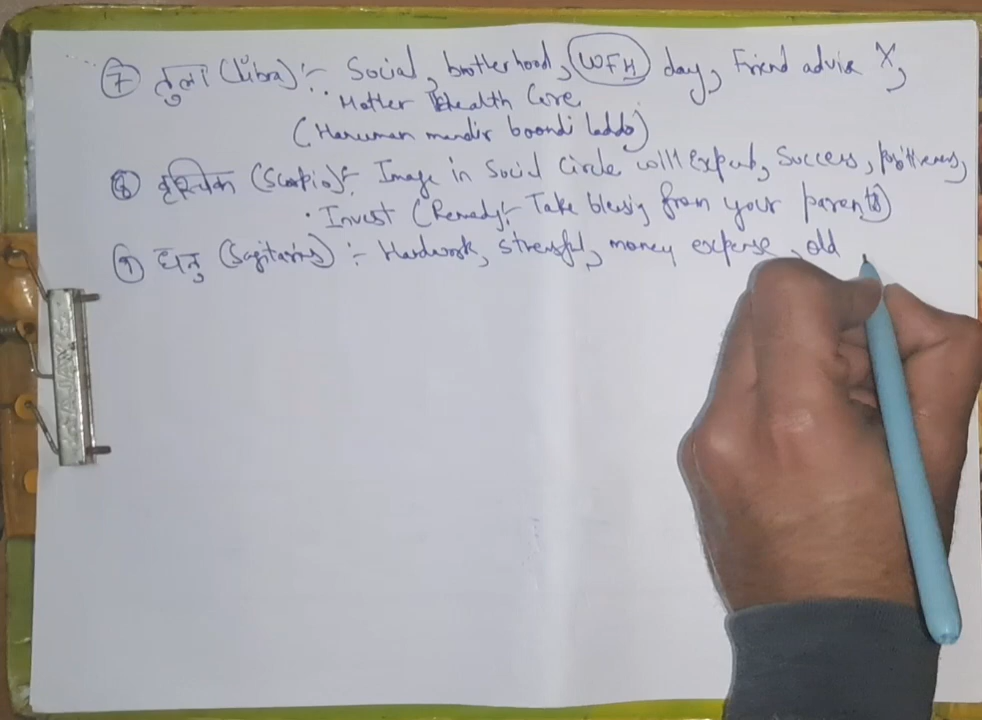 ⑦ तुला (Libra) :- Social, brotherhood, WFH day, Friend advice X,
· Mother Health Care
(Hanuman mandir boondi laddo)
⑧ वृश्चिक (Scorpio) :- Image in Social Circle will Expand, Success, positiveness,
· Invest (Remedy :- Take blessing from your parents)
⑨ धनु (Sagitarius) :- Hardwork, stressful, money expense, old
AJAY